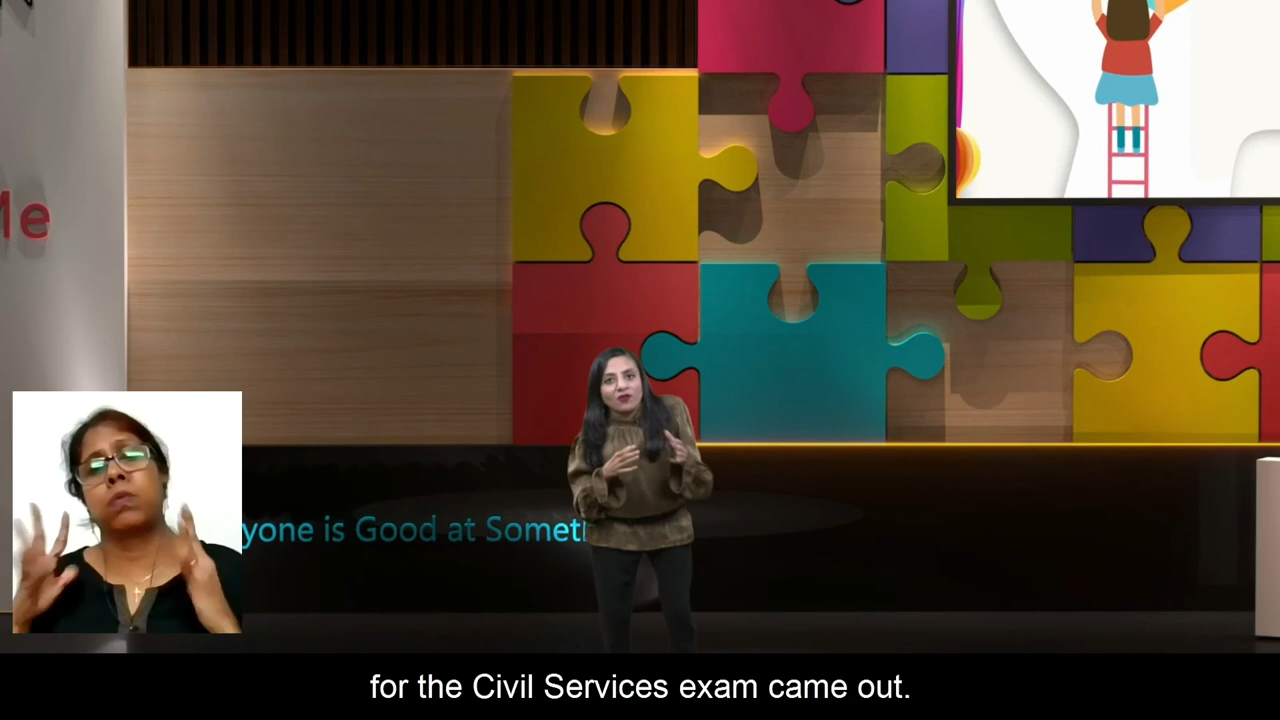 Me
yone is Good at Somet
for the Civil Services exam came out.